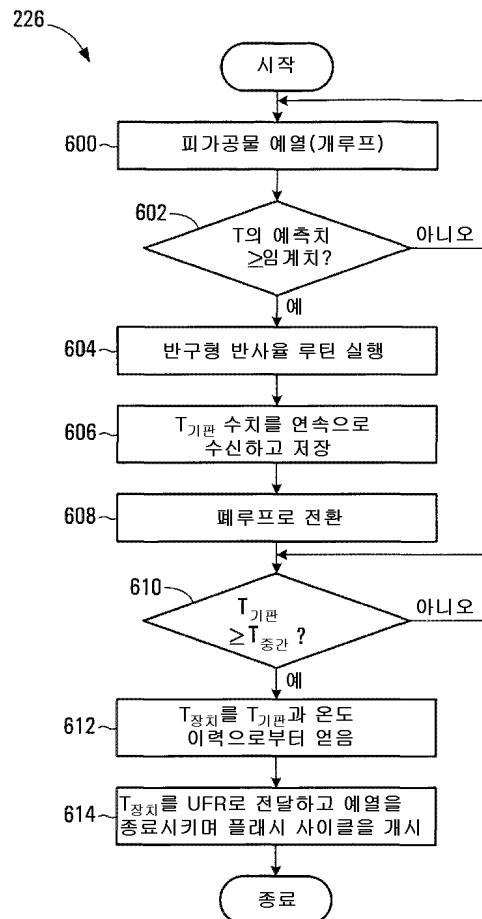 226
시작
600
피가공물 예열(개루프)
602
T의 예측치
≥임계치?
아니오
예
604
반구형 반사율 루틴 실행
606
T기판 수치를 연속으로
수신하고 저장
608
폐루프로 전환
610
T기판
≥T중간 ?
아니오
예
612
T장치를 T기판과 온도
이력으로부터 얻음
614
T장치를 UFR로 전달하고 예열을
종료시키며 플래시 사이클을 개시
종료